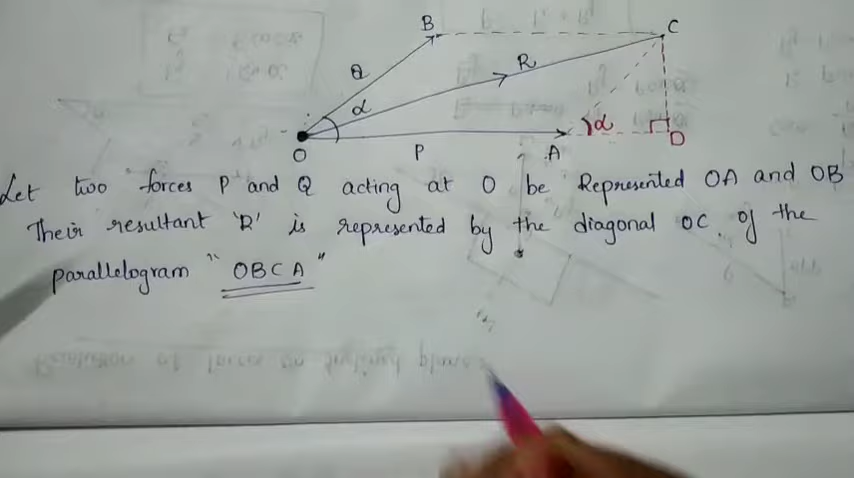 B
C
Q
R
α
α
O
P
A
D
Let two forces P and Q acting at O be Represented OA and OB
Their resultant 'R' is represented by the diagonal OC. of the
parallelogram "OBCA"